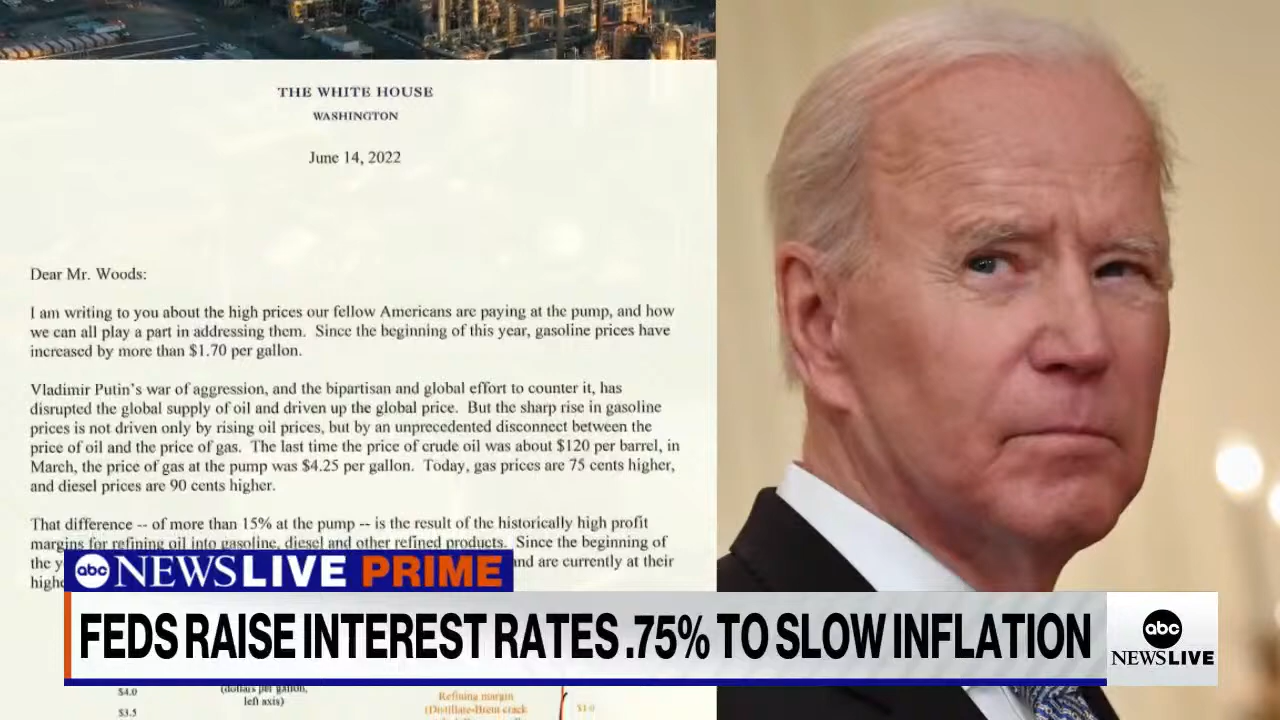 THE WHITE HOUSE
WASHINGTON
June 14, 2022
Dear Mr. Woods:
I am writing to you about the high prices our fellow Americans are paying at the pump, and how
we can all play a part in addressing them. Since the beginning of this year, gasoline prices have
increased by more than $1.70 per gallon.
Vladimir Putin's war of aggression, and the bipartisan and global effort to counter it, has
disrupted the global supply of oil and driven up the global price. But the sharp rise in gasoline
prices is not driven only by rising oil prices, but by an unprecedented disconnect between the
price of oil and the price of gas. The last time the price of crude oil was about $120 per barrel, in
March, the price of gas at the pump was $4.25 per gallon. Today, gas prices are 75 cents higher,
and diesel prices are 90 cents higher.
That difference -- of more than 15% at the pump -- is the result of the historically high profit
margins for refining oil into gasoline, diesel and other refined products. Since the beginning of
the
and are currently at their
abc NEWS LIVE PRIME
FEDS RAISE INTEREST RATES .75% TO SLOW INFLATION
abc
NEWS LIVE
$4.0
(dollars per gallon,
left axis)
$3.5
Refining margin
(Distillate-Brent crack
$1.0